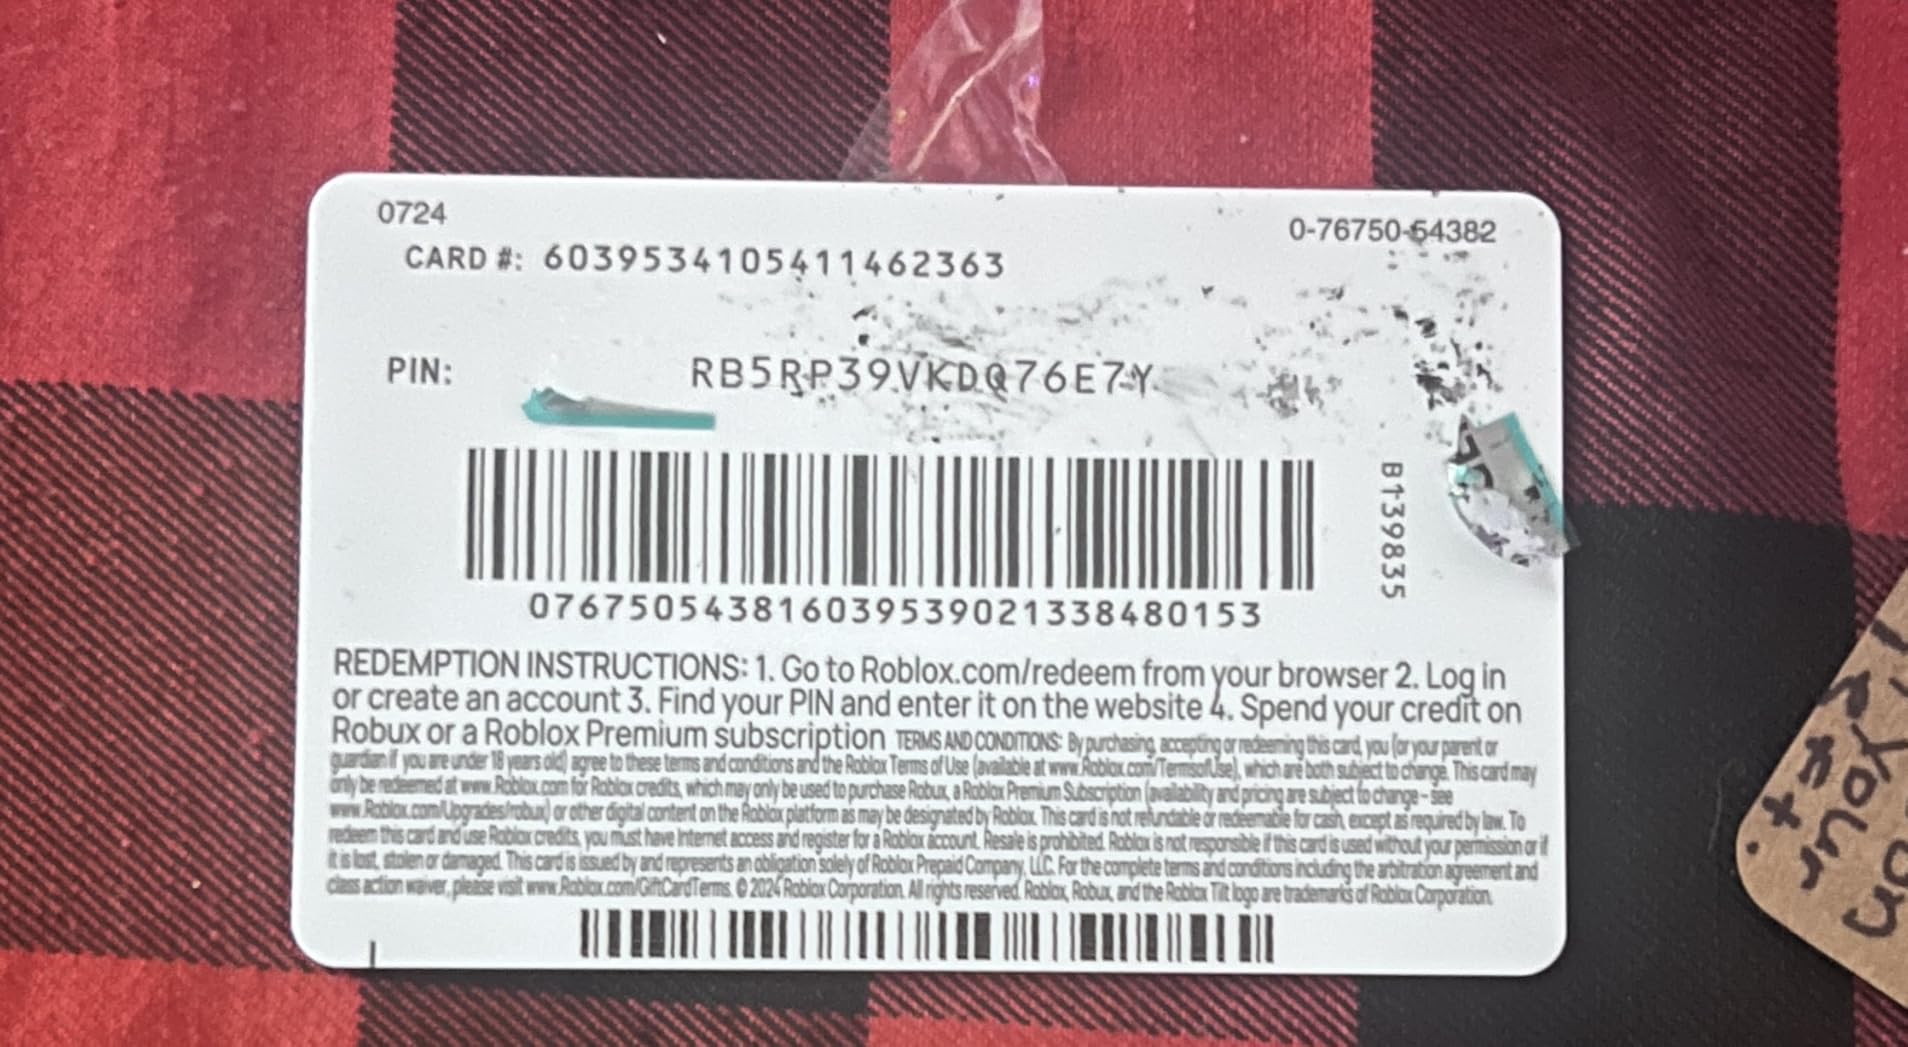 0724
0-76750-54382
CARD #: 6039534105411462363
PIN: RB5RP39VKDQ76E7Y
B139835
076750543816039539021338480153
REDEMPTION INSTRUCTIONS: 1. Go to Roblox.com/redeem from your browser 2. Log in
or create an account 3. Find your PIN and enter it on the website 4. Spend your credit on
Robux or a Roblox Premium subscription TERMS AND CONDITIONS: By purchasing, accepting or redeeming this card, you (or your parent or
guardian if you are under 18 years old) agree to these terms and conditions and the Roblox Terms of Use (available at www.Roblox.com/TermsofUse), which are both subject to change. This card may
only be redeemed at www.Roblox.com for Roblox credits, which may only be used to purchase Robux, a Roblox Premium Subscription (availability and pricing are subject to change - see
www.Roblox.com/Upgrades/robux) or other digital content on the Roblox platform as may be designated by Roblox. This card is not refundable or redeemable for cash, except as required by law. To
redeem this card and use Roblox credits, you must have Internet access and register for a Roblox account. Resale is prohibited. Roblox is not responsible if this card is used without your permission or if
it is lost, stolen or damaged. This card is issued by and represents an obligation solely of Roblox Prepaid Company, LLC. For the complete terms and conditions including the arbitration agreement and
class action waiver, please visit www.Roblox.com/GiftCardTerms. © 2024 Roblox Corporation. All rights reserved. Roblox, Robux, and the Roblox Tilt logo are trademarks of Roblox Corporation.
on
your